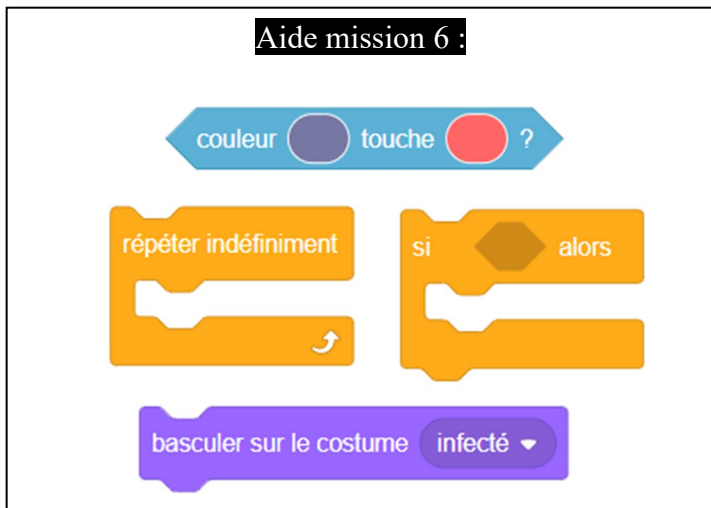 Aide mission 6 :
couleur touche ?
répéter indéfiniment
si alors
basculer sur le costume infecté